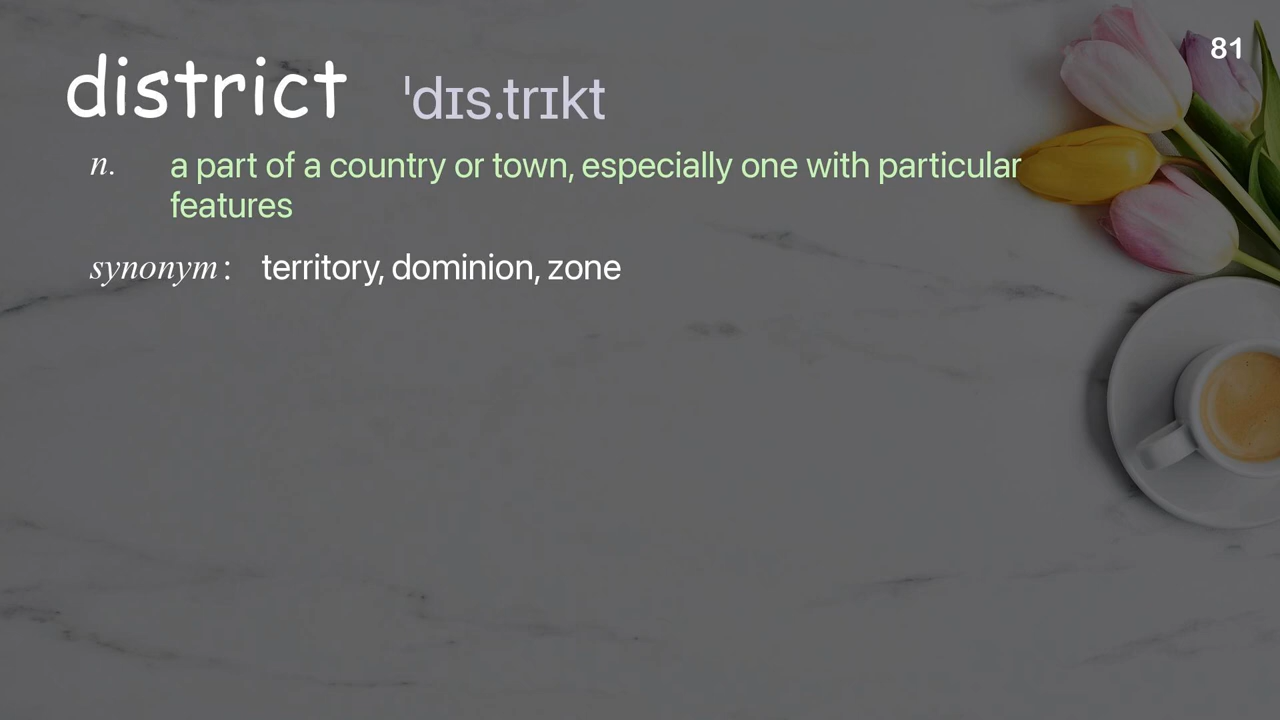 81
district ˈdɪs.trɪkt
n. a part of a country or town, especially one with particular
features
synonym: territory, dominion, zone